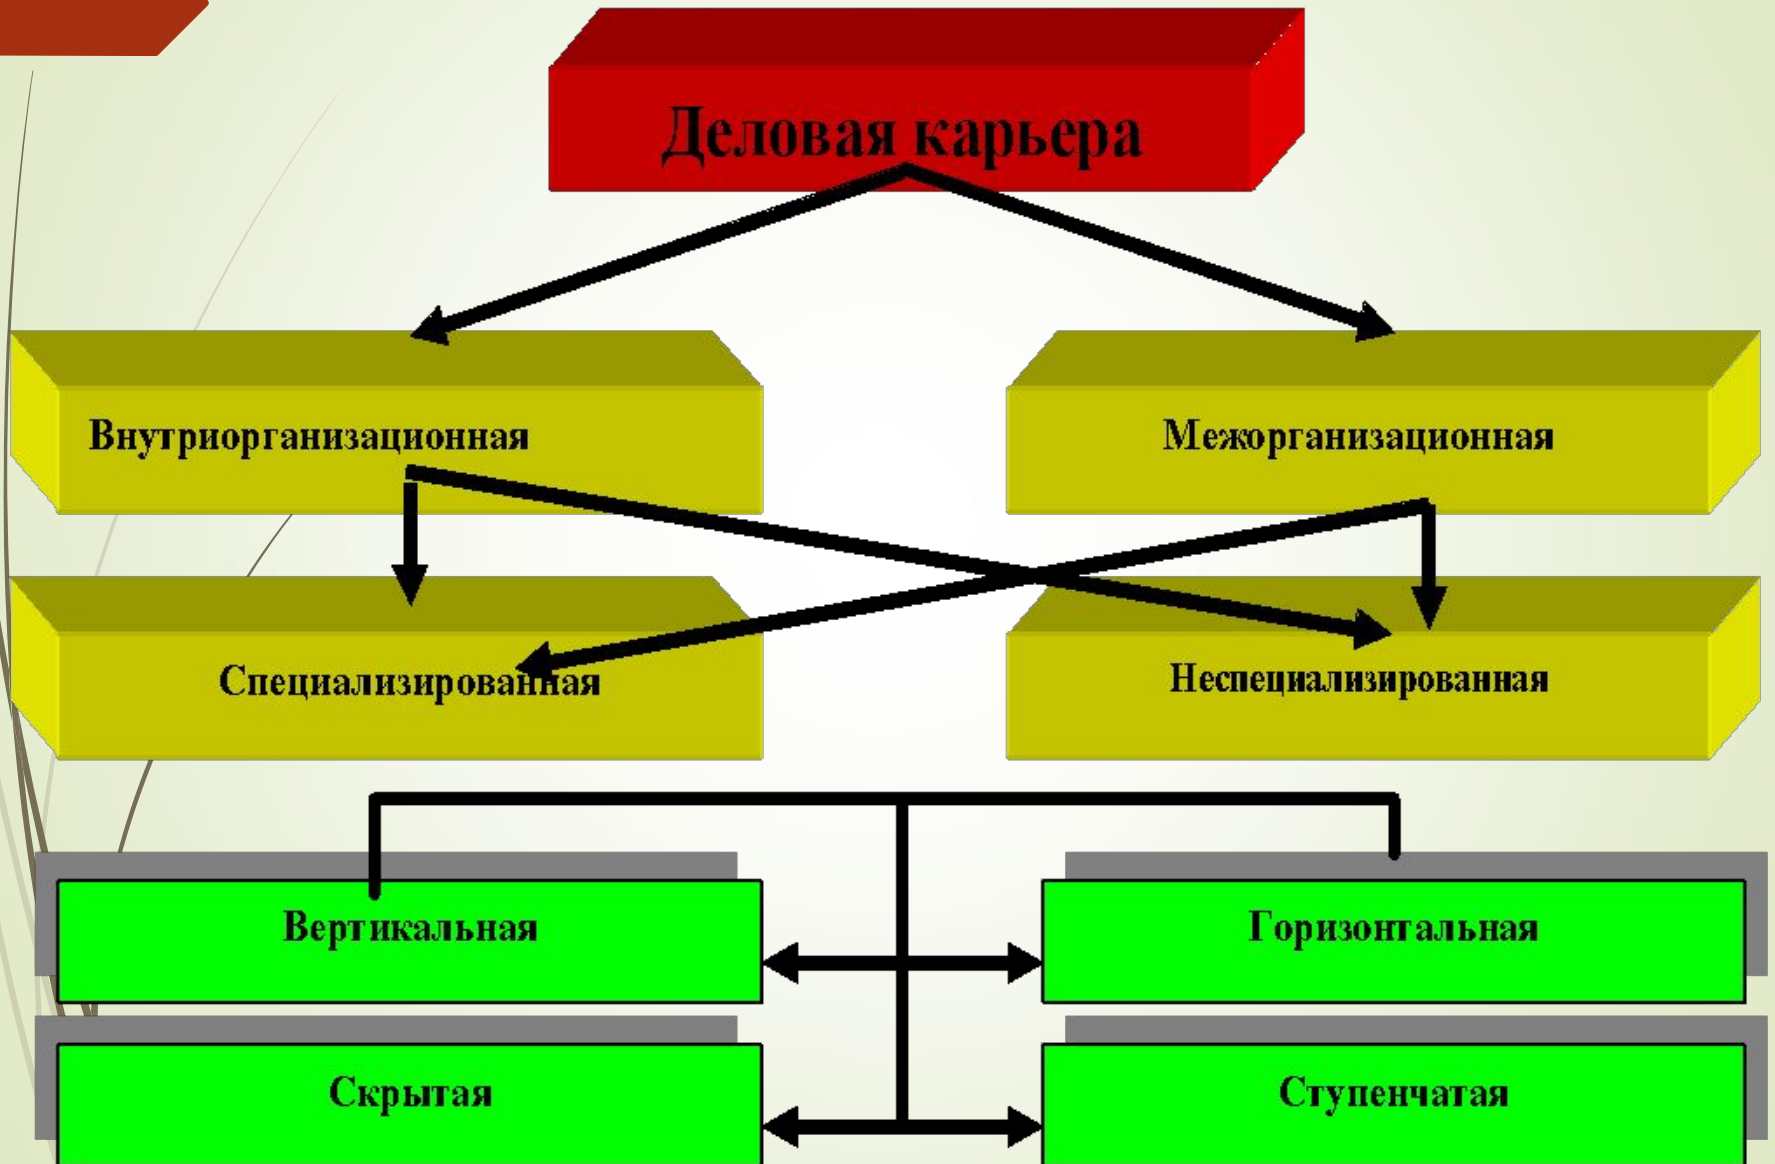 Деловая карьера
Внутриорганизационная
Межорганизационная
Специализированная
Неспециализированная
Вертикальная
Горизонтальная
Скрытая
Ступенчатая